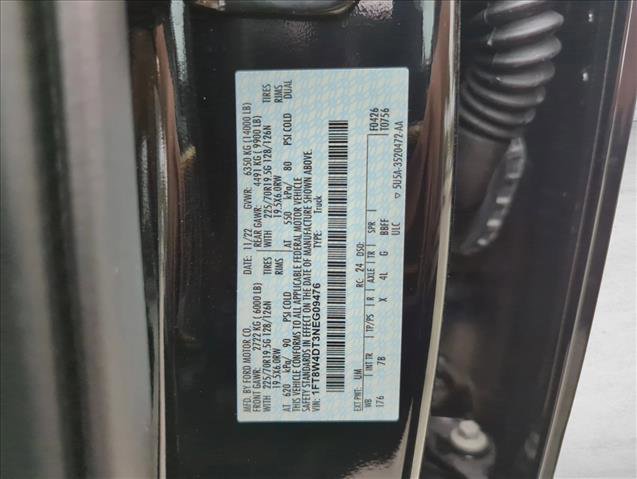 MFD. BY FORD MOTOR CO. 11/22 GVWR: 6350 KG (14000 LB)
FRONT GAWR: 2722 KG (6000 LB) REAR GAWR: 4491 KG (9900 LB)
WITH 225/70R19.5G 128/126N TIRES WITH 225/70R19.5G 128/126N TIRES
19.5X6.0RW RIMS 19.5X6.0RW RIMS
AT 620 kPa/ 90 PSI COLD AT 550 kPa/ 80 PSI COLD DUAL
THIS VEHICLE CONFORMS TO ALL APPLICABLE FEDERAL MOTOR VEHICLE
SAFETY STANDARDS IN EFFECT ON THE DATE OF MANUFACTURE SHOWN ABOVE.
VIN: 1FT8W4DT3NEG09476 TYPE: Truck
F0426
T0756
EXT PNT: UM RC: 24 DSO:
WB INT TR TP/PS R AXLE TR SPR
176 7B X 4L G BBFF
ULC
5U5A-3520472-AA